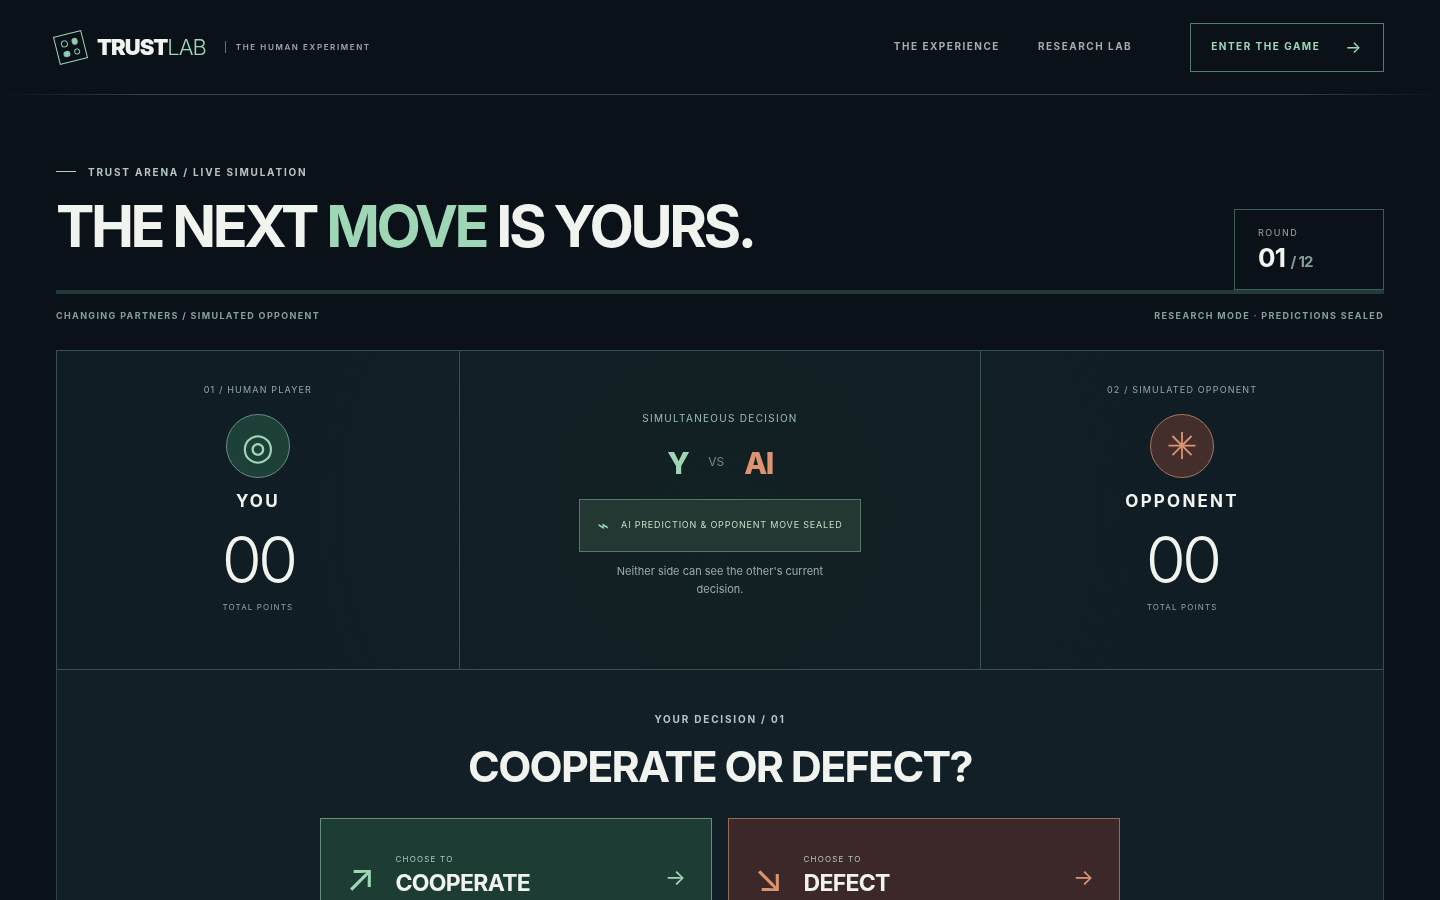 TRUSTLAB
THE HUMAN EXPERIMENT
THE EXPERIENCE
RESEARCH LAB
ENTER THE GAME
TRUST ARENA / LIVE SIMULATION
THE NEXT MOVE IS YOURS.
ROUND
01 / 12
CHANGING PARTNERS / SIMULATED OPPONENT
RESEARCH MODE · PREDICTIONS SEALED
01 / HUMAN PLAYER
YOU
00
TOTAL POINTS
SIMULTANEOUS DECISION
Y VS AI
AI PREDICTION & OPPONENT MOVE SEALED
Neither side can see the other's current
decision.
02 / SIMULATED OPPONENT
OPPONENT
00
TOTAL POINTS
YOUR DECISION / 01
COOPERATE OR DEFECT?
CHOOSE TO
COOPERATE
CHOOSE TO
DEFECT